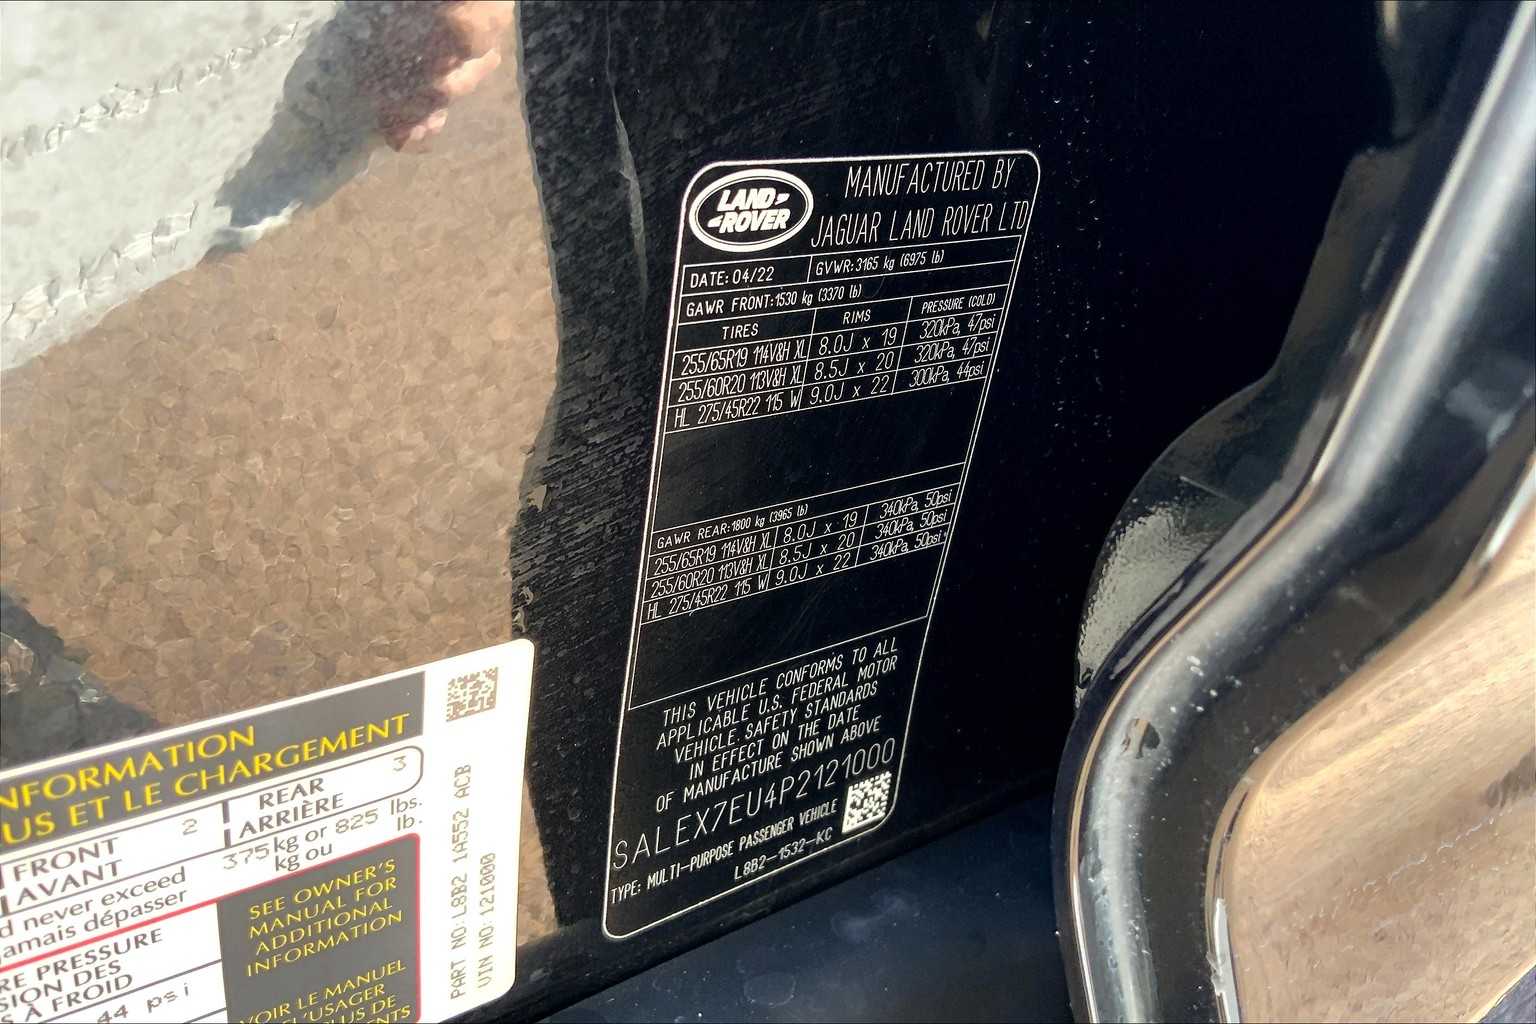 LAND ROVER
MANUFACTURED BY
JAGUAR LAND ROVER LTD
DATE: 04/22 GVWR: 3165 kg (6975 lb)
GAWR FRONT: 1530 kg (3370 lb)
TIRES RIMS PRESSURE (COLD)
255/65R19 114V&H XL 8.0J x 19 320kPa, 47psi
255/60R20 113V&H XL 8.5J x 20 320kPa, 47psi
HL 275/45R22 115 W 9.0J x 22 300kPa, 44psi
GAWR REAR: 1800 kg (3965 lb)
255/65R19 114V&H XL 8.0J x 19 340kPa, 50psi
255/60R20 113V&H XL 8.5J x 20 340kPa, 50psi
HL 275/45R22 115 W 9.0J x 22 340kPa, 50psi
THIS VEHICLE CONFORMS TO ALL
APPLICABLE U.S. FEDERAL MOTOR
VEHICLE SAFETY STANDARDS
IN EFFECT ON THE DATE
OF MANUFACTURE SHOWN ABOVE
SALEX7EU4P2121000
TYPE: MULTI-PURPOSE PASSENGER VEHICLE
L8B2-1532-KC
NFORMATION
US ET LE CHARGEMENT
FRONT 2 REAR 3
AVANT ARRIÈRE
d never exceed 375 kg or 825 lbs.
amais dépasser kg ou lb.
RE PRESSURE
SION DES
S À FROID
44 psi
SEE OWNER'S
MANUAL FOR
ADDITIONAL
INFORMATION
VOIR LE MANUEL
L'USAGER
PLUS DE
PART NO: L8B2 1A552 ACB
VIN NO: 121000